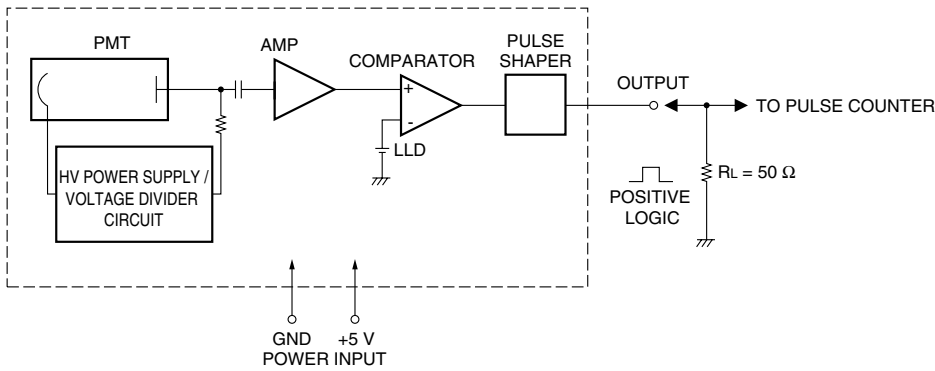 PMT
AMP
COMPARATOR
PULSE
SHAPER
OUTPUT
TO PULSE COUNTER
+
-
LLD
HV POWER SUPPLY /
VOLTAGE DIVIDER
CIRCUIT
POSITIVE
LOGIC
RL = 50 Ω
GND
+5 V
POWER INPUT